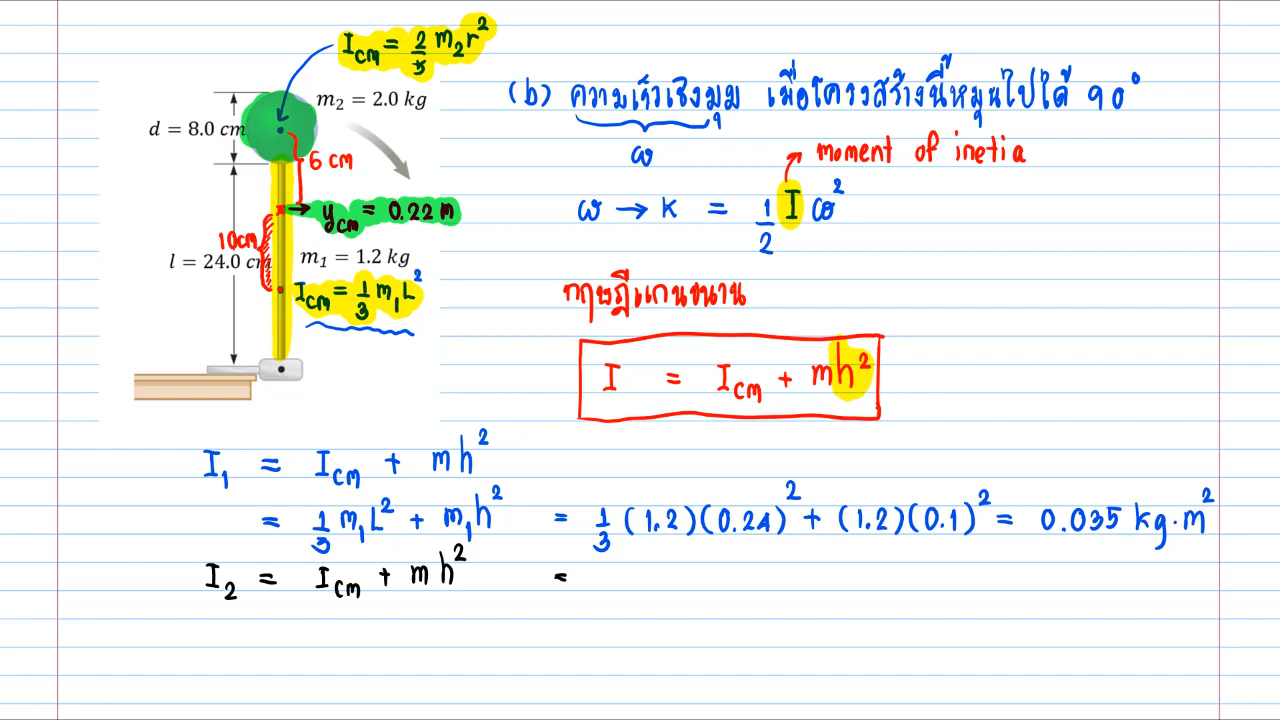 I_CM = 2/5 m₂r²
m₂ = 2.0 kg
d = 8.0 cm
6 cm
y_CM = 0.22 m
10cm
l = 24.0 cm
m₁ = 1.2 kg
I_CM = 1/3 m₁L²
(b) ความเร็วเชิงมุม เมื่อโครงสร้างนี้หมุนไปได้ 90°
ω
moment of inetia
ω → K = 1/2 I ω²
ทฤษฎีแกนขนาน
I = I_CM + mh²
I₁ = I_CM + mh²
= 1/3 m₁L² + m₁h² = 1/3 (1.2)(0.24)² + (1.2)(0.1)² = 0.035 kg·m²
I₂ = I_CM + mh² =